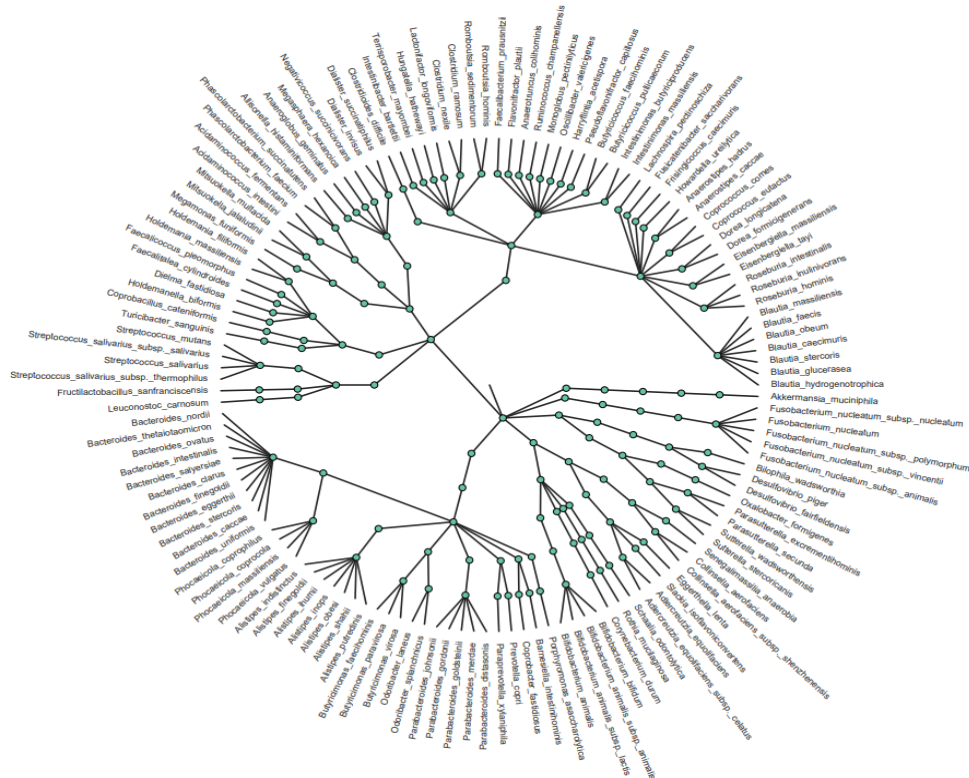 Faecalibacterium_prausnitzii
Flavonifractor_plautii
Anaerotruncus_colihominis
Ruminococcus_champanellensis
Monoglobus_pectinilyticus
Oscillibacter_valericigenes
Harryflintia_acetispora
Pseudoflavonifractor_capillosus
Butyricicoccus_faecihominis
Butyricicoccus_pullicaecorum
Intestinimonas_butyriciproducens
Intestinimonas_massiliensis
Lachnospira_pectinoschiza
Fusicatenibacter_saccharivorans
Frisingicoccus_caecimuris
Howardella_ureilytica
Anaerostipes_hadrus
Anaerostipes_caccae
Coprococcus_comes
Coprococcus_eutactus
Dorea_longicatena
Dorea_formicigenerans
Eisenbergiella_massiliensis
Eisenbergiella_tayi
Roseburia_intestinalis
Roseburia_inulinivorans
Roseburia_hominis
Blautia_massiliensis
Blautia_faecis
Blautia_obeum
Blautia_caecimuris
Blautia_stercoris
Blautia_glucerasea
Blautia_hydrogenotrophica
Akkermansia_muciniphila
Fusobacterium_nucleatum_subsp._nucleatum
Fusobacterium_nucleatum
Fusobacterium_nucleatum_subsp._polymorphum
Fusobacterium_nucleatum_subsp._vincentii
Fusobacterium_nucleatum_subsp._animalis
Bilophila_wadsworthia
Desulfovibrio_piger
Desulfovibrio_fairfieldensis
Oxalobacter_formigenes
Parasutterella_excrementihominis
Parasutterella_secunda
Sutterella_wadsworthensis
Sutterella_stercoricanis
Senegalimassilia_anaerobia
Collinsella_aerofaciens
Collinsella_aerofaciens_subsp._shenzhenensis
Eggerthella_lenta
Slackia_isoflavoniconvertens
Adlercreutzia_equolifaciens
Adlercreutzia_equolifaciens_subsp._celatus
Schaalia_odontolytica
Rothia_mucilaginosa
Corynebacterium_durum
Bifidobacterium_bifidum
Bifidobacterium_animalis_subsp._animalis
Bifidobacterium_animalis_subsp._lactis
Bifidobacterium_animalis
Porphyromonas_asaccharolytica
Barnesiella_intestinihominis
Coprobacter_fastidiosus
Prevotella_copri
Paraprevotella_xylaniphila
Parabacteroides_distasonis
Parabacteroides_merdae
Parabacteroides_goldsteinii
Parabacteroides_gordonii
Parabacteroides_johnsonii
Odoribacter_splanchnicus
Odoribacter_laneus
Butyricimonas_virosa
Butyricimonas_paravirosa
Butyricimonas_faecihominis
Alistipes_putredinis
Alistipes_shahii
Alistipes_obesi
Alistipes_inops
Alistipes_ihumii
Alistipes_finegoldii
Alistipes_indistinctus
Phocaeicola_vulgatus
Phocaeicola_massiliensis
Phocaeicola_coprocola
Phocaeicola_coprophilus
Bacteroides_uniformis
Bacteroides_caccae
Bacteroides_stercoris
Bacteroides_eggerthii
Bacteroides_finegoldii
Bacteroides_clarus
Bacteroides_salyersiae
Bacteroides_intestinalis
Bacteroides_ovatus
Bacteroides_thetaiotaomicron
Bacteroides_nordii
Leuconostoc_carnosum
Fructilactobacillus_sanfranciscensis
Streptococcus_salivarius_subsp._thermophilus
Streptococcus_salivarius
Streptococcus_salivarius_subsp._salivarius
Streptococcus_mutans
Turicibacter_sanguinis
Coprobacillus_cateniformis
Holdemanella_biformis
Dielma_fastidiosa
Faecalitalea_cylindroides
Faecalicoccus_pleomorphus
Holdemania_massiliensis
Holdemania_filiformis
Megamonas_funiformis
Mitsuokella_jalaludinii
Mitsuokella_multacida
Acidaminococcus_intestini
Acidaminococcus_fermentans
Phascolarctobacterium_faecium
Phascolarctobacterium_succinatutens
Allisonella_histaminiformans
Anaeroglobus_geminatus
Megasphaera_hexanoica
Negativicoccus_succinicivorans
Dialister_invisus
Dialister_succinatiphilus
Clostridioides_difficile
Intestinibacter_bartlettii
Terrisporobacter_mayombei
Hungatella_hathewayi
Lactonifactor_longoviformis
Clostridium_nexile
Clostridium_ramosum
Romboutsia_sedimentorum
Romboutsia_hominis